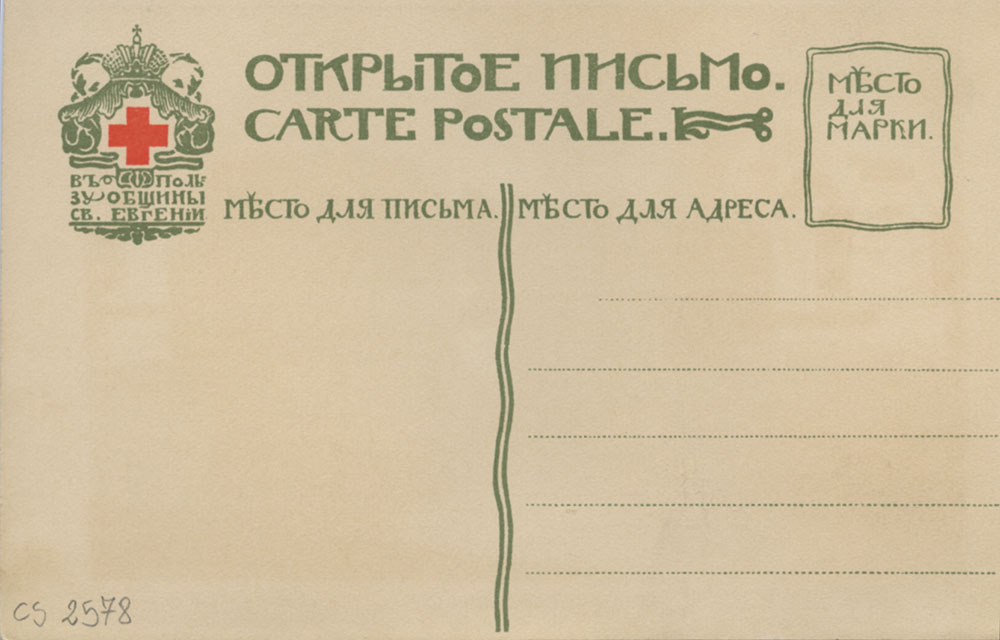 ОТКРЫТОЕ ПИСЬМО.
CARTE POSTALE.
МѢСТО
ДЛЯ
МАРКИ.
ВЪ ПОЛЬ
ЗУ ОБЩИНЫ
СВ. ЕВГЕНІИ
МѢСТО ДЛЯ ПИСЬМА.
МѢСТО ДЛЯ АДРЕСА.
CS 2578